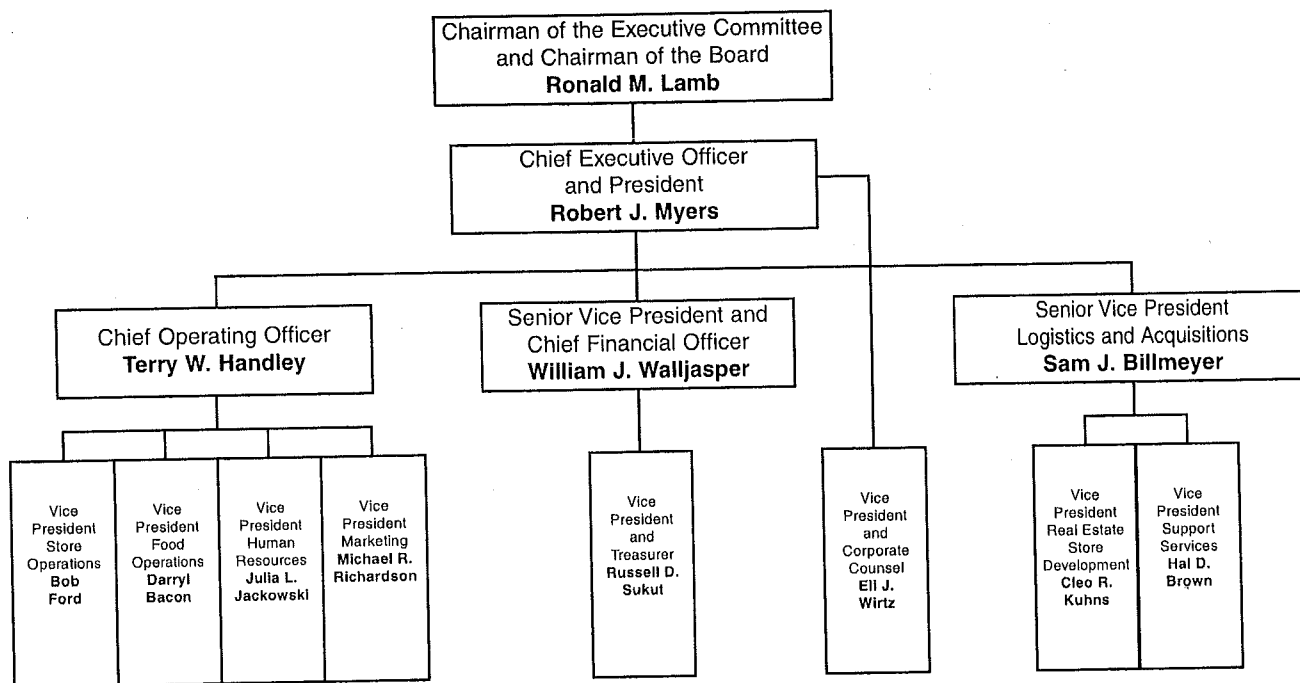 Chairman of the Executive Committee
and Chairman of the Board
Ronald M. Lamb
Chief Executive Officer
and President
Robert J. Myers
Chief Operating Officer
Terry W. Handley
Senior Vice President and
Chief Financial Officer
William J. Walljasper
Senior Vice President
Logistics and Acquisitions
Sam J. Billmeyer
Vice
President
Store
Operations
Bob
Ford
Vice
President
Food
Operations
Darryl
Bacon
Vice
President
Human
Resources
Julia L.
Jackowski
Vice
President
Marketing
Michael R.
Richardson
Vice
President
and
Treasurer
Russell D.
Sukut
Vice
President
and
Corporate
Counsel
Eli J.
Wirtz
Vice
President
Real Estate
Store
Development
Cleo R.
Kuhns
Vice
President
Support
Services
Hal D.
Brown